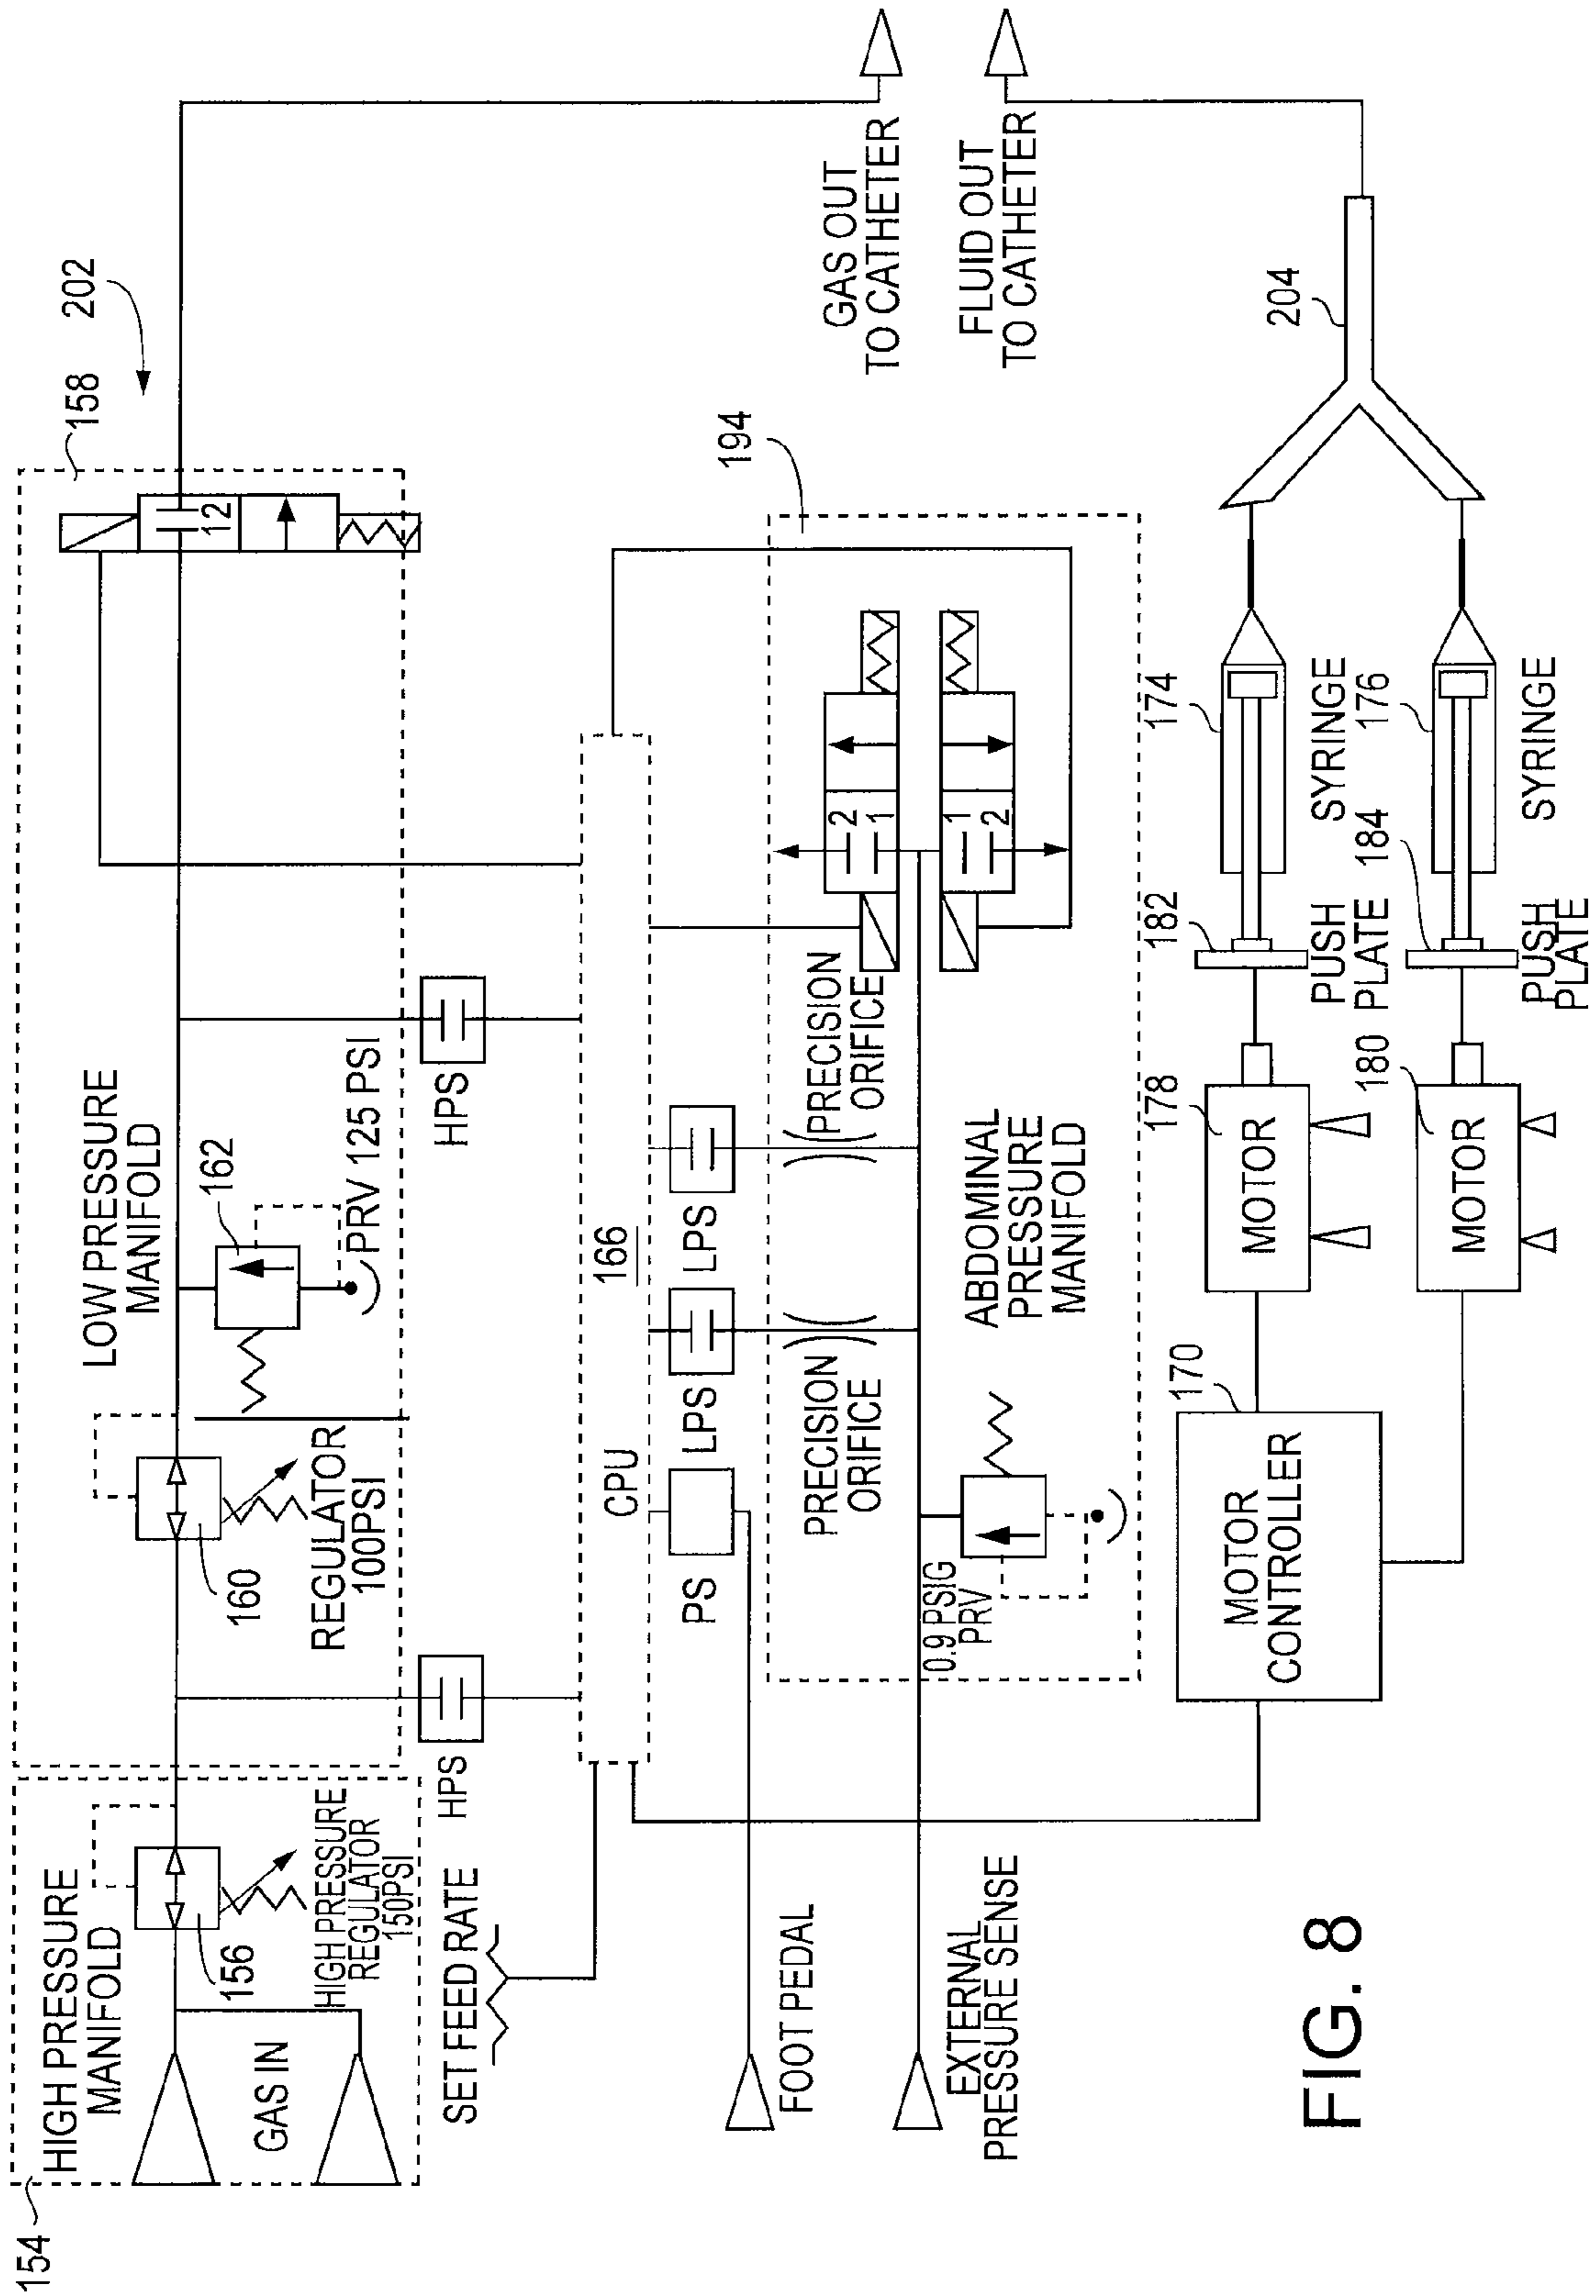 154
HIGH PRESSURE
MANIFOLD
156
HIGH PRESSURE
REGULATOR
150PSI
GAS IN
LOW PRESSURE
MANIFOLD
160
REGULATOR
100PSI
162
PRV 125 PSI
158
12
202
HPS
HPS
SET FEED RATE
CPU
166
PS
LPS
LPS
FOOT PEDAL
EXTERNAL
PRESSURE SENSE
194
PRECISION
ORIFICE
PRECISION
ORIFICE
0.9 PSIG
PRV
ABDOMINAL
PRESSURE
MANIFOLD
2
1
1
2
GAS OUT
TO CATHETER
FLUID OUT
TO CATHETER
170
MOTOR
CONTROLLER
178
MOTOR
180
MOTOR
182
PUSH
PLATE
184
PUSH
PLATE
174
SYRINGE
176
SYRINGE
204
FIG. 8